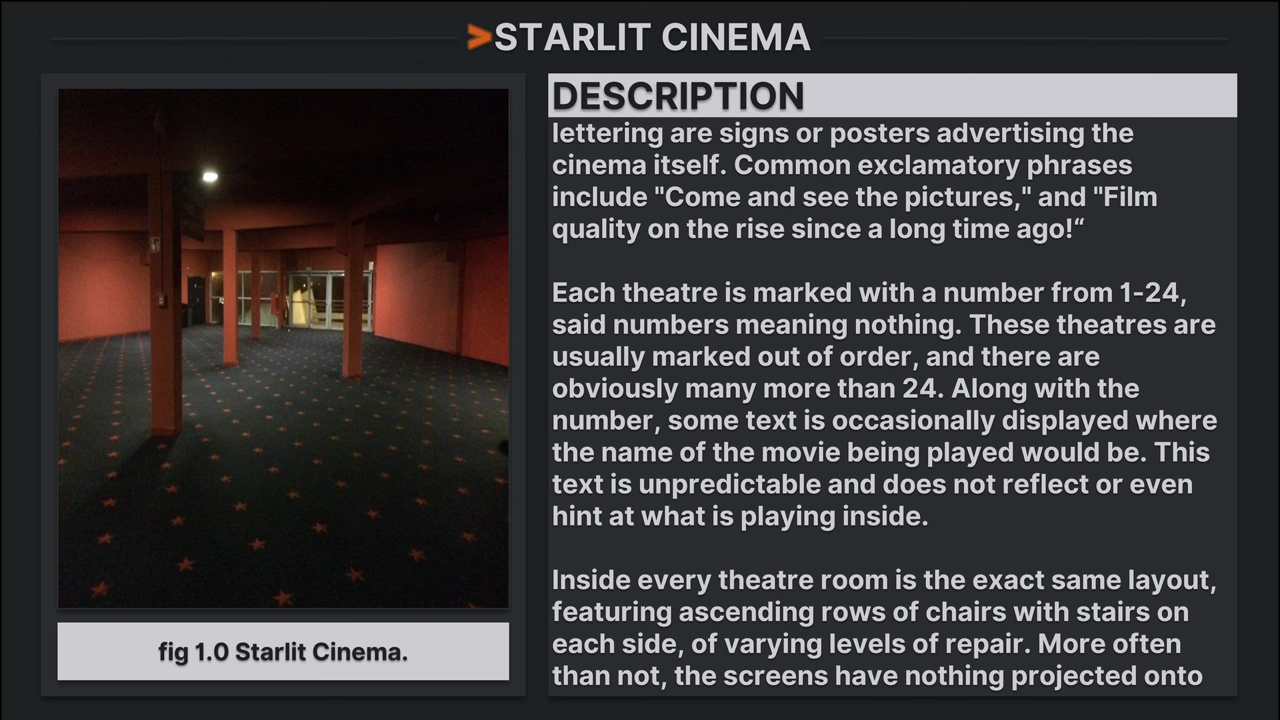 >STARLIT CINEMA
fig 1.0 Starlit Cinema.
DESCRIPTION
lettering are signs or posters advertising the
cinema itself. Common exclamatory phrases
include "Come and see the pictures," and "Film
quality on the rise since a long time ago!“
Each theatre is marked with a number from 1-24,
said numbers meaning nothing. These theatres are
usually marked out of order, and there are
obviously many more than 24. Along with the
number, some text is occasionally displayed where
the name of the movie being played would be. This
text is unpredictable and does not reflect or even
hint at what is playing inside.
Inside every theatre room is the exact same layout,
featuring ascending rows of chairs with stairs on
each side, of varying levels of repair. More often
than not, the screens have nothing projected onto